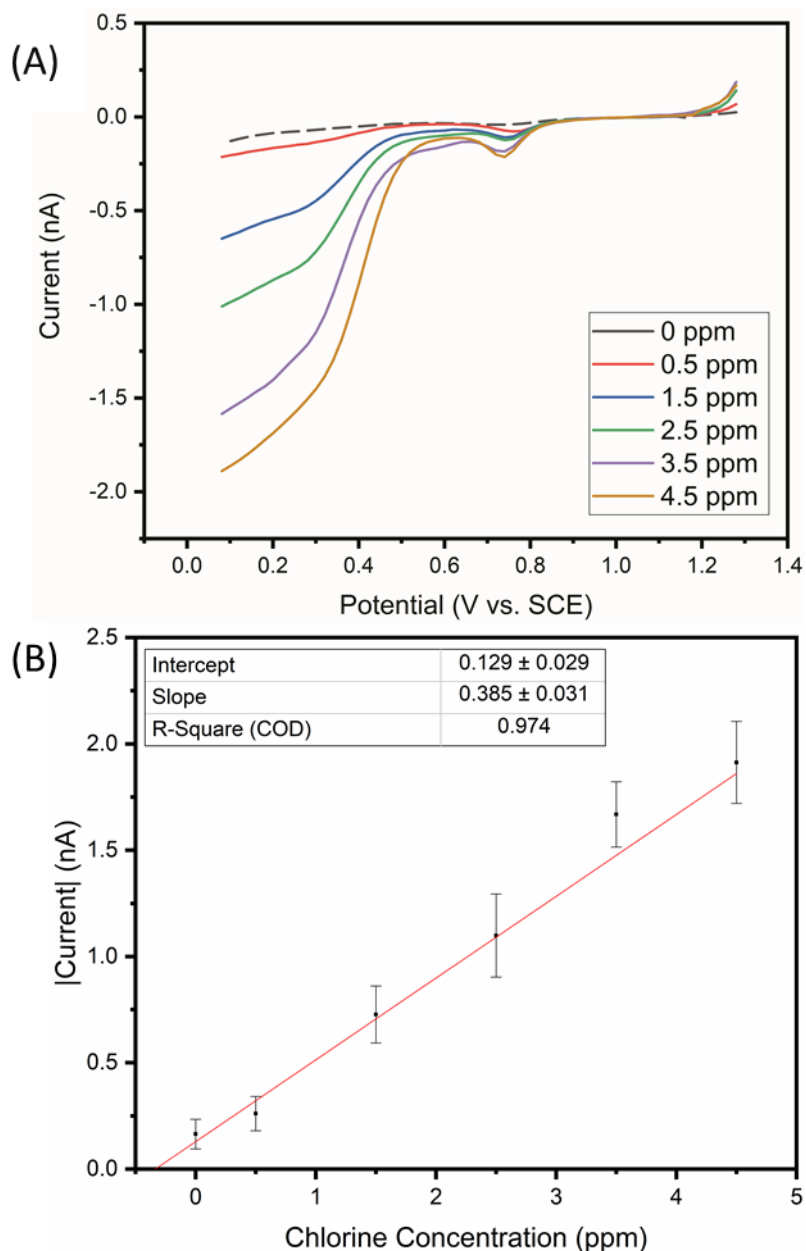 (A)
0.5
0.0
-0.5
-1.0
-1.5
-2.0
Current (nA)
0 ppm
0.5 ppm
1.5 ppm
2.5 ppm
3.5 ppm
4.5 ppm
0.0 0.2 0.4 0.6 0.8 1.0 1.2 1.4
Potential (V vs. SCE)
(B)
2.5
2.0
1.5
1.0
0.5
0.0
|Current| (nA)
Intercept 0.129 ± 0.029
Slope 0.385 ± 0.031
R-Square (COD) 0.974
0 1 2 3 4 5
Chlorine Concentration (ppm)